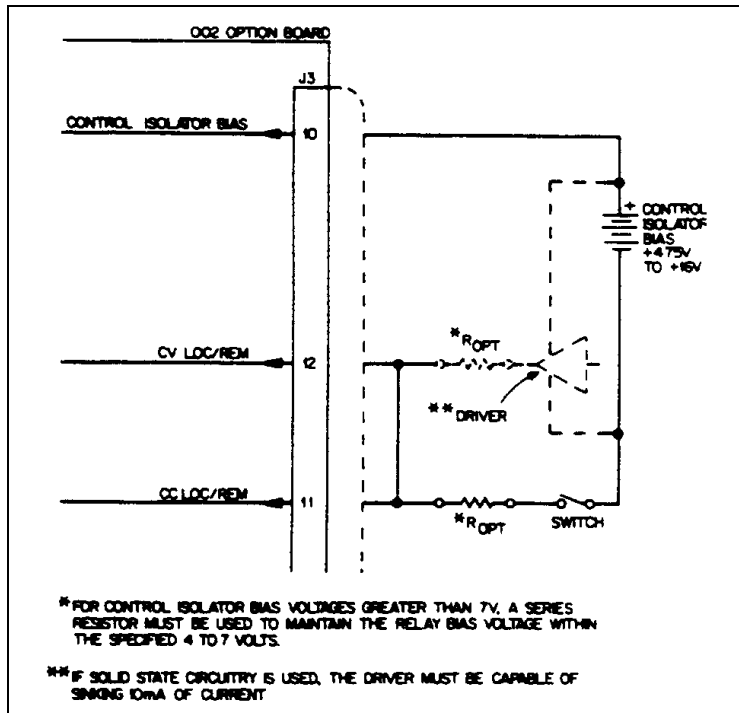 002 OPTION BOARD
J3
CONTROL ISOLATOR BIAS
10
+ CONTROL
ISOLATOR
BIAS
+4.75V
TO +16V
*ROPT
CV LOC/REM
12
**DRIVER
CC LOC/REM
11
*ROPT
SWITCH
*FOR CONTROL ISOLATOR BIAS VOLTAGES GREATER THAN 7V, A SERIES
RESISTOR MUST BE USED TO MAINTAIN THE RELAY BIAS VOLTAGE WITHIN
THE SPECIFIED 4 TO 7 VOLTS.
**IF SOLID STATE CIRCUITRY IS USED, THE DRIVER MUST BE CAPABLE OF
SINKING 10mA OF CURRENT